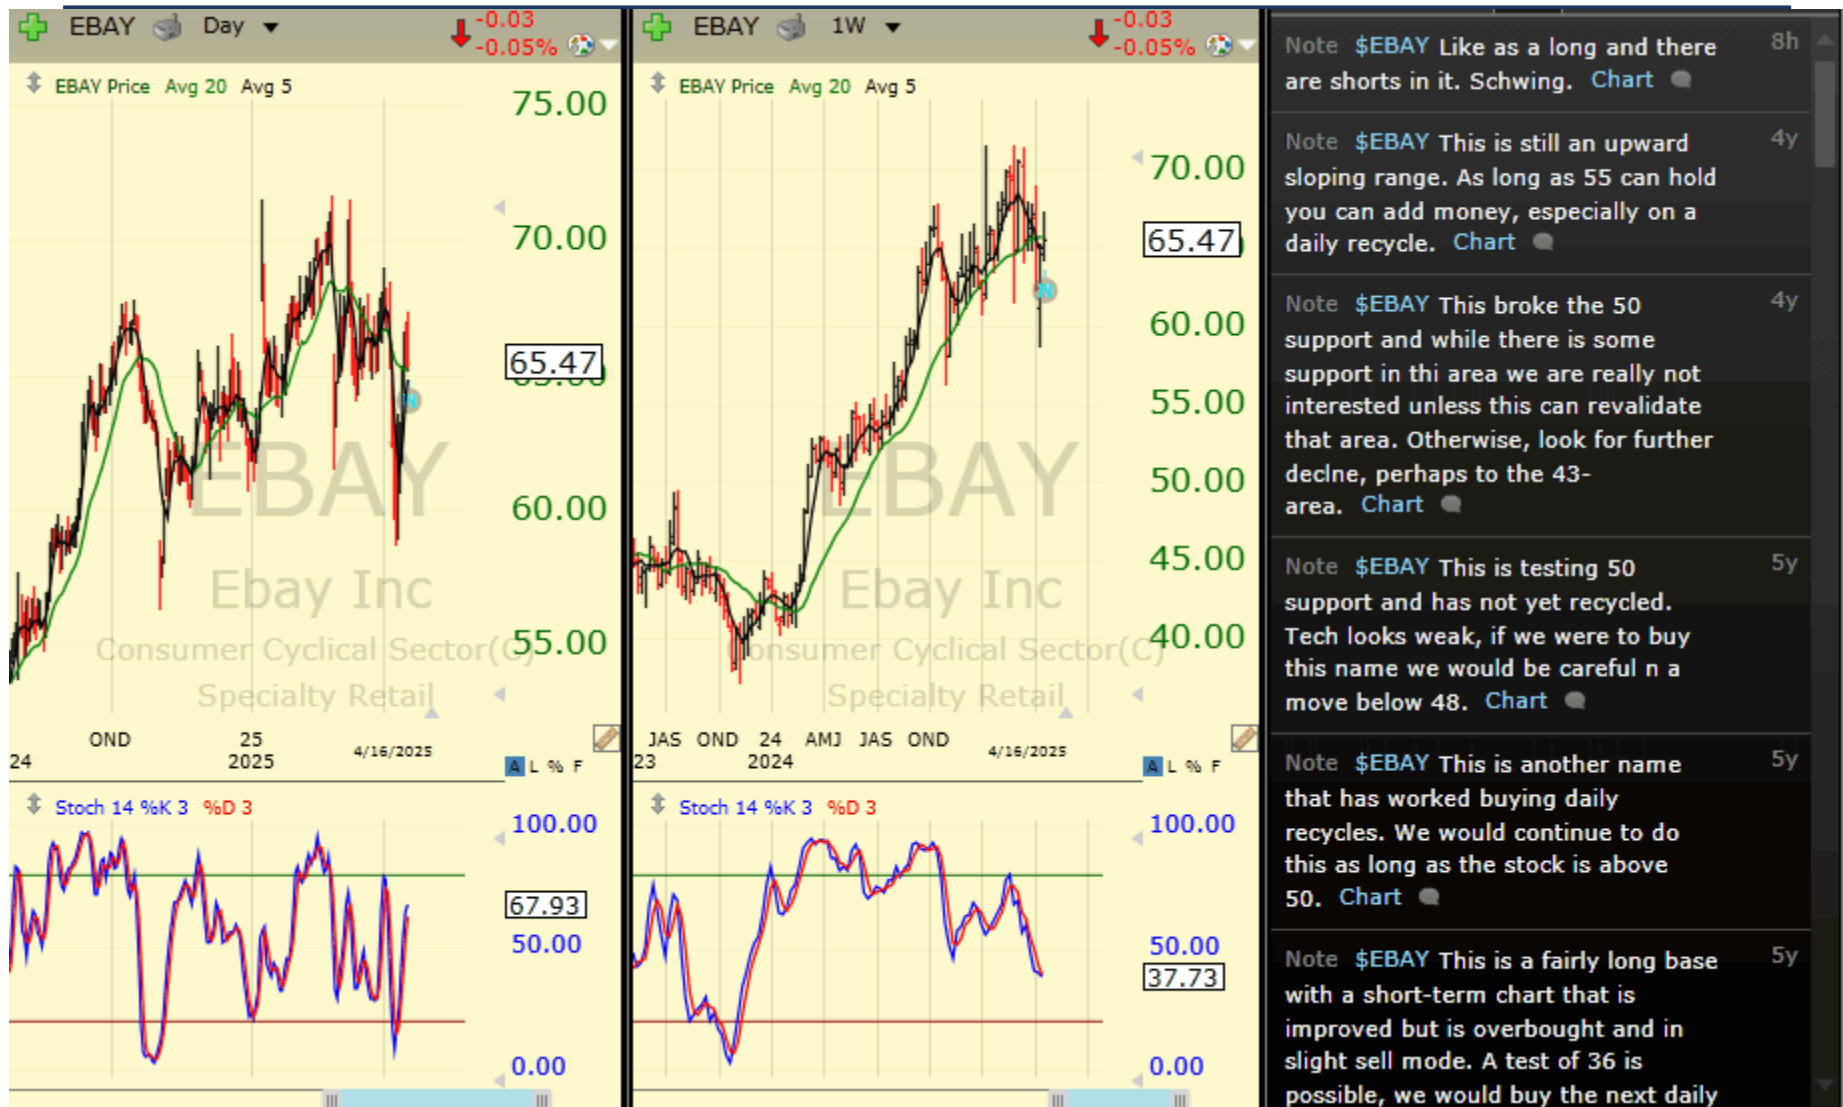 EBAY Day -0.03
-0.05%
EBAY Price Avg 20 Avg 5
75.00
70.00
65.47
60.00
55.00
EBAY
Ebay Inc
Consumer Cyclical Sector(C)
Specialty Retail
OND 25 4/16/2025
24 2025
A L % F
Stoch 14 %K 3 %D 3
100.00
67.93
50.00
0.00
EBAY 1W -0.03
-0.05%
EBAY Price Avg 20 Avg 5
70.00
65.47
60.00
55.00
50.00
45.00
40.00
EBAY
Ebay Inc
Consumer Cyclical Sector(C)
Specialty Retail
N
JAS OND 24 AMJ JAS OND 4/16/2025
23 2024
A L % F
Stoch 14 %K 3 %D 3
100.00
50.00
37.73
0.00
Note $EBAY Like as a long and there 8h
are shorts in it. Schwing. Chart
Note $EBAY This is still an upward 4y
sloping range. As long as 55 can hold
you can add money, especially on a
daily recycle. Chart
Note $EBAY This broke the 50 4y
support and while there is some
support in thi area we are really not
interested unless this can revalidate
that area. Otherwise, look for further
declne, perhaps to the 43-
area. Chart
Note $EBAY This is testing 50 5y
support and has not yet recycled.
Tech looks weak, if we were to buy
this name we would be careful n a
move below 48. Chart
Note $EBAY This is another name 5y
that has worked buying daily
recycles. We would continue to do
this as long as the stock is above
50. Chart
Note $EBAY This is a fairly long base 5y
with a short-term chart that is
improved but is overbought and in
slight sell mode. A test of 36 is
possible, we would buy the next daily